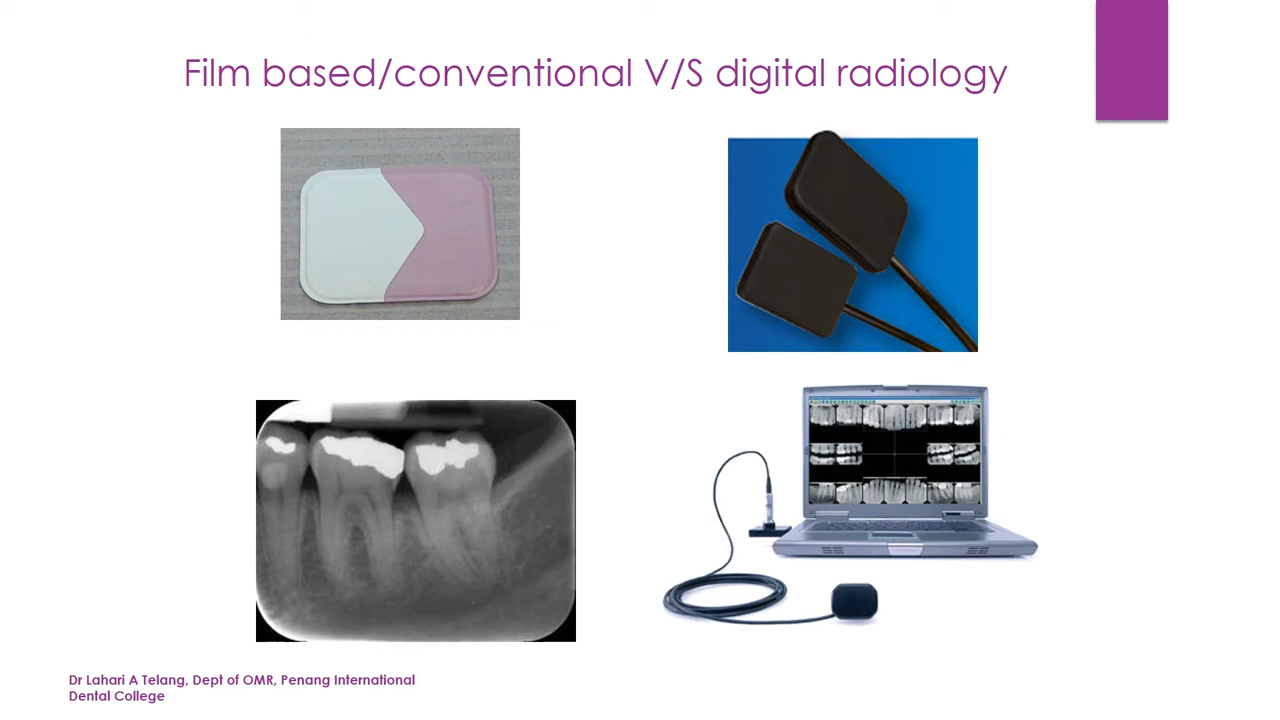 Film based/conventional V/S digital radiology
Dr Lahari A Telang, Dept of OMR, Penang International
Dental College